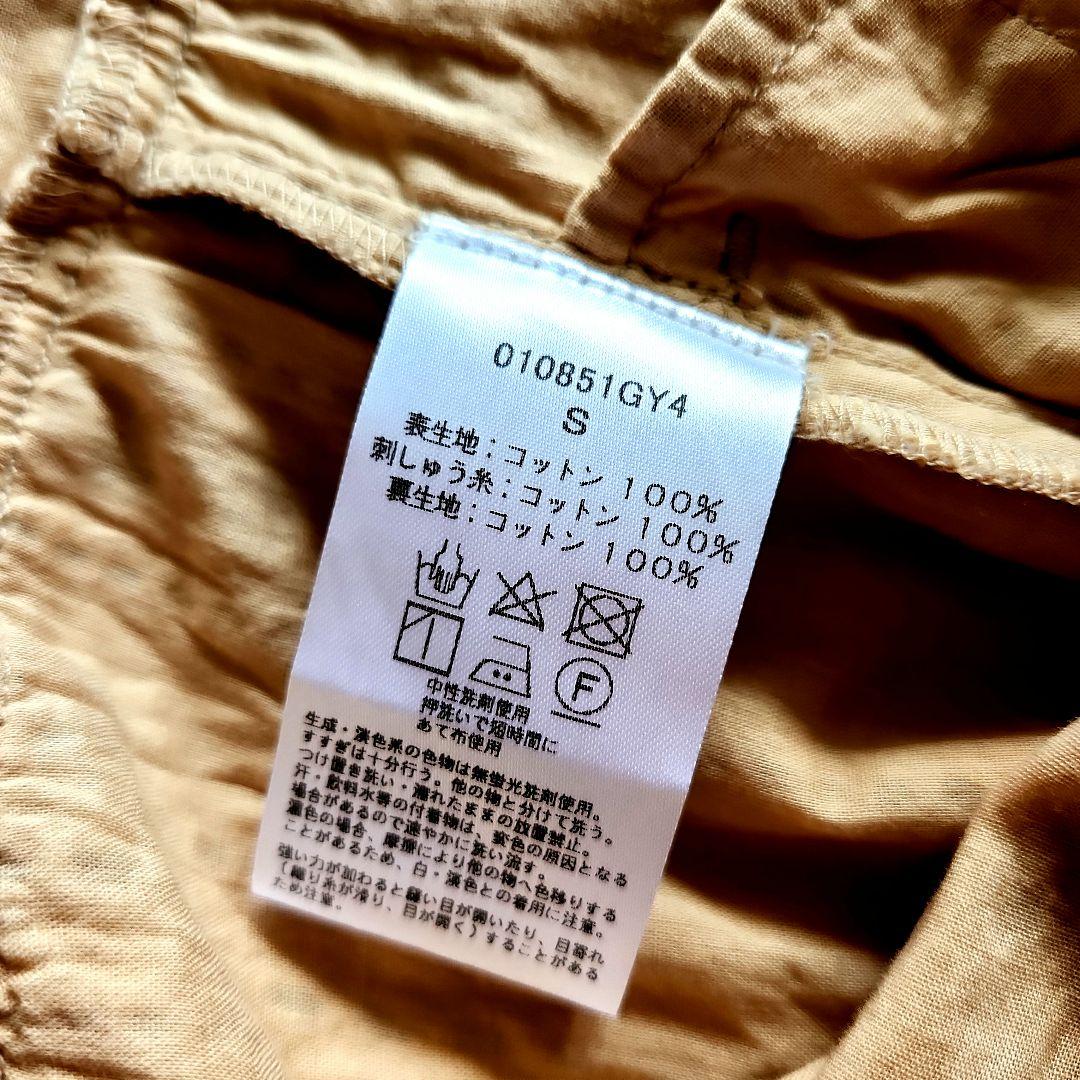 010851GY4
S
表生地：コットン 100%
刺しゅう糸：コットン 100%
裏生地：コットン 100%
F
中性洗剤使用
押洗いで短時間に
あて布使用
生成・淡色系の色物は無蛍光洗剤使用。
すすぎは十分行う。他の物と分けて洗う。
つけ置き洗い・濡れたままの放置禁止。
汗・飲料水等の付着物は、変色の原因となる
場合があるので速やかに洗い流す。
濃色の場合、摩擦により他の物へ色移りする
ことがあるため、白・淡色との着用に注意。
強い力が加わると縫い目が開いたり、目寄れ
（織り糸が滑り、目が開く）することがある
ため注意。